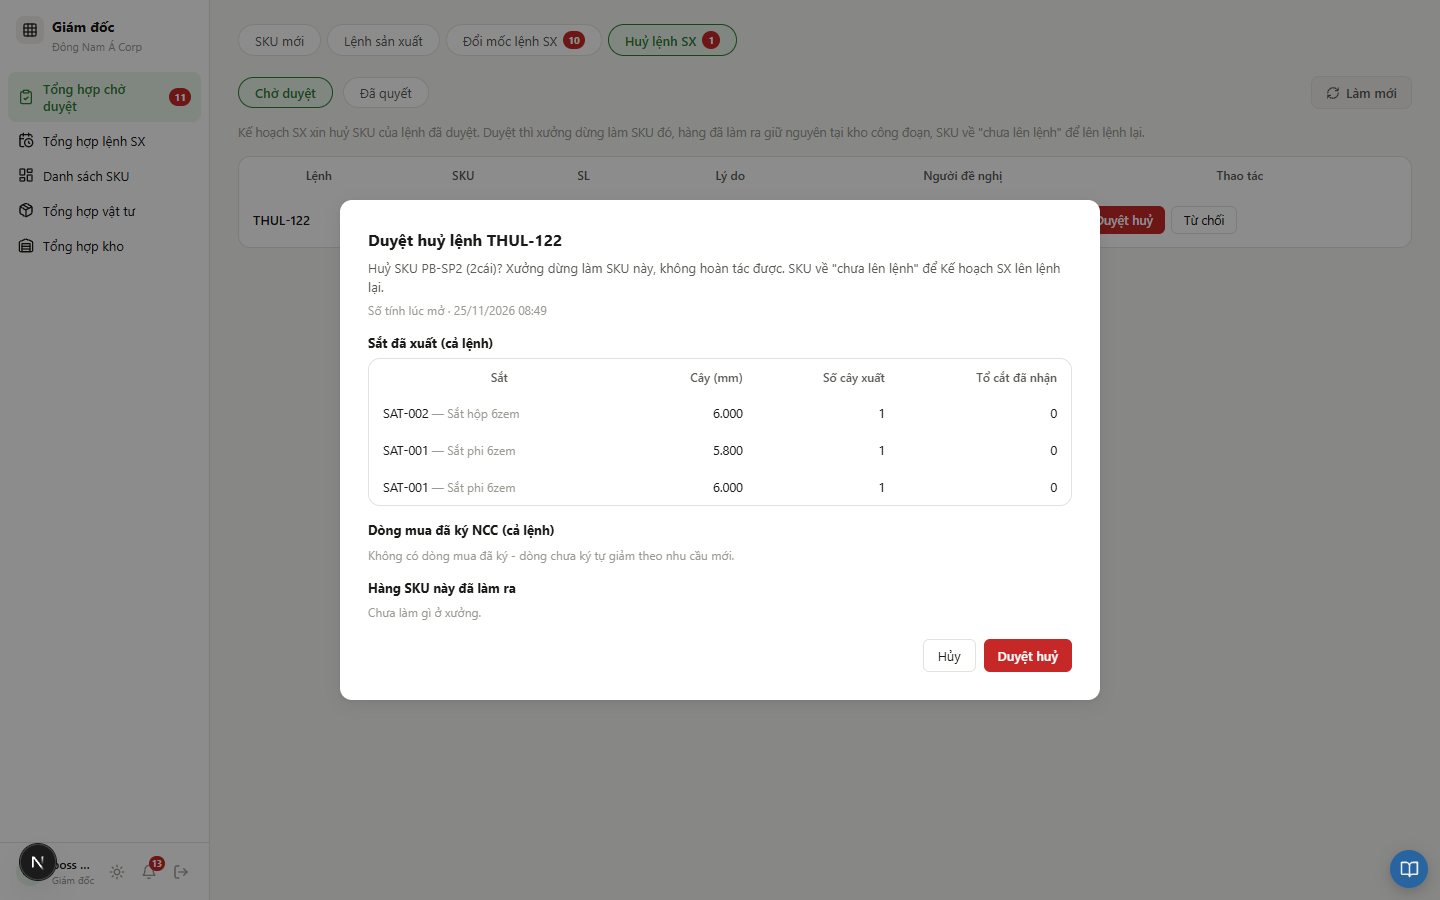 Giám đốc
Đông Nam Á Corp
Tổng hợp chờ duyệt
11
Tổng hợp lệnh SX
Danh sách SKU
Tổng hợp vật tư
Tổng hợp kho
SKU mới
Lệnh sản xuất
Đổi mốc lệnh SX 10
Huỷ lệnh SX 1
Chờ duyệt
Đã quyết
Làm mới
Kế hoạch SX xin huỷ SKU của lệnh đã duyệt. Duyệt thì xưởng dừng làm SKU đó, hàng đã làm ra giữ nguyên tại kho công đoạn, SKU về "chưa lên lệnh" để lên lệnh lại.
Lệnh SKU SL Lý do Người đề nghị Thao tác
THUL-122
Duyệt huỷ
Từ chối
Duyệt huỷ lệnh THUL-122
Huỷ SKU PB-SP2 (2cái)? Xưởng dừng làm SKU này, không hoàn tác được. SKU về "chưa lên lệnh" để Kế hoạch SX lên lệnh
lại.
Số tính lúc mở · 25/11/2026 08:49
Sắt đã xuất (cả lệnh)
Sắt Cây (mm) Số cây xuất Tổ cắt đã nhận
SAT-002 — Sắt hộp 6zem 6.000 1 0
SAT-001 — Sắt phi 6zem 5.800 1 0
SAT-001 — Sắt phi 6zem 6.000 1 0
Dòng mua đã ký NCC (cả lệnh)
Không có dòng mua đã ký - dòng chưa ký tự giảm theo nhu cầu mới.
Hàng SKU này đã làm ra
Chưa làm gì ở xưởng.
Hủy
Duyệt huỷ
N
boss ...
Giám đốc
13